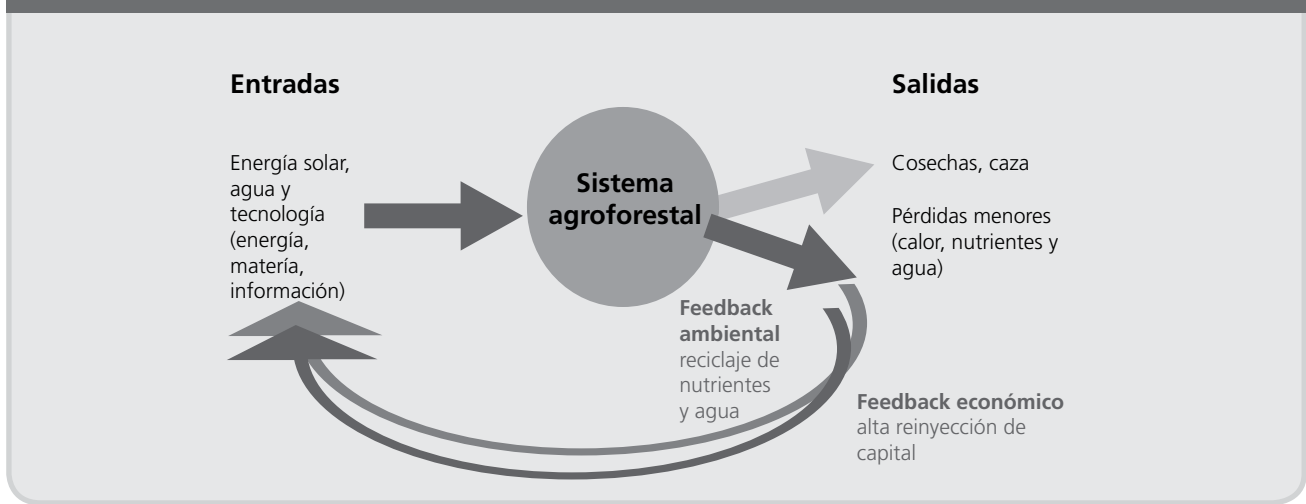 Entradas
Salidas
Energía solar,
agua y
tecnología
(energía,
matería,
información)
Sistema
agroforestal
Cosechas, caza
Pérdidas menores
(calor, nutrientes y
agua)
Feedback
ambiental
reciclaje de
nutrientes
y agua
Feedback económico
alta reinyección de
capital